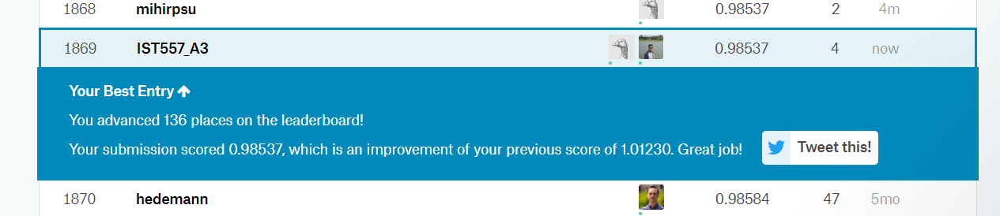 1868 mihirpsu 0.98537 2 4m
1869 IST557_A3 0.98537 4 now
Your Best Entry
You advanced 136 places on the leaderboard!
Your submission scored 0.98537, which is an improvement of your previous score of 1.01230. Great job! Tweet this!
1870 hedemann 0.98584 47 5mo